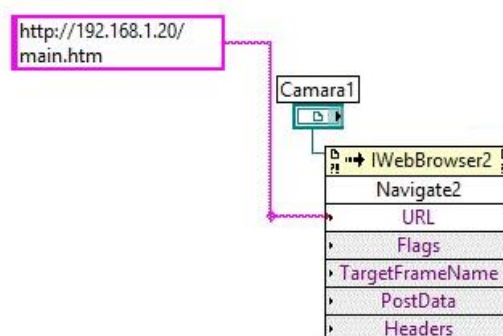 http://192.168.1.20/
main.htm
Camara1
IWebBrowser2
Navigate2
URL
Flags
TargetFrameName
PostData
Headers